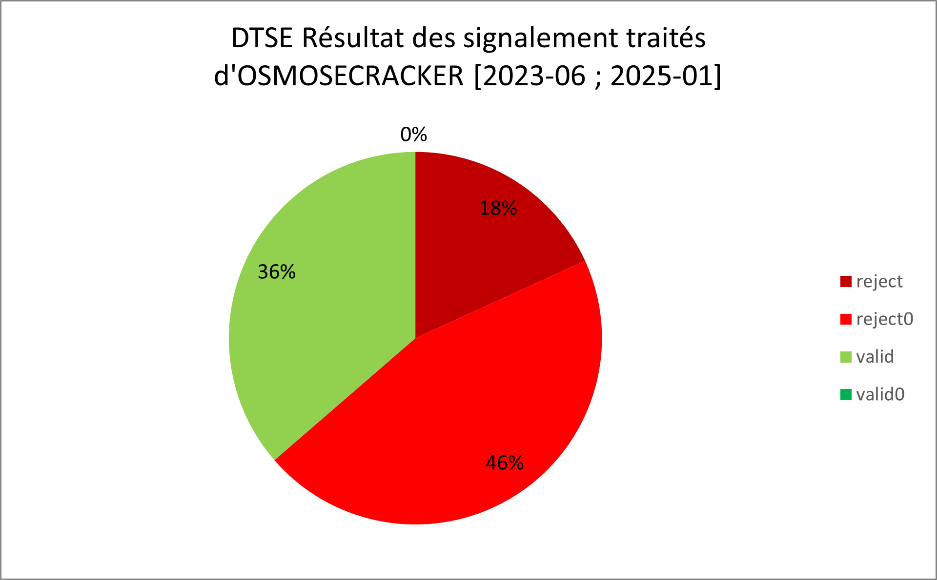 DTSE Résultat des signalement traités
d'OSMOSECRACKER [2023-06 ; 2025-01]
0%
18%
36%
46%
reject
reject0
valid
valid0